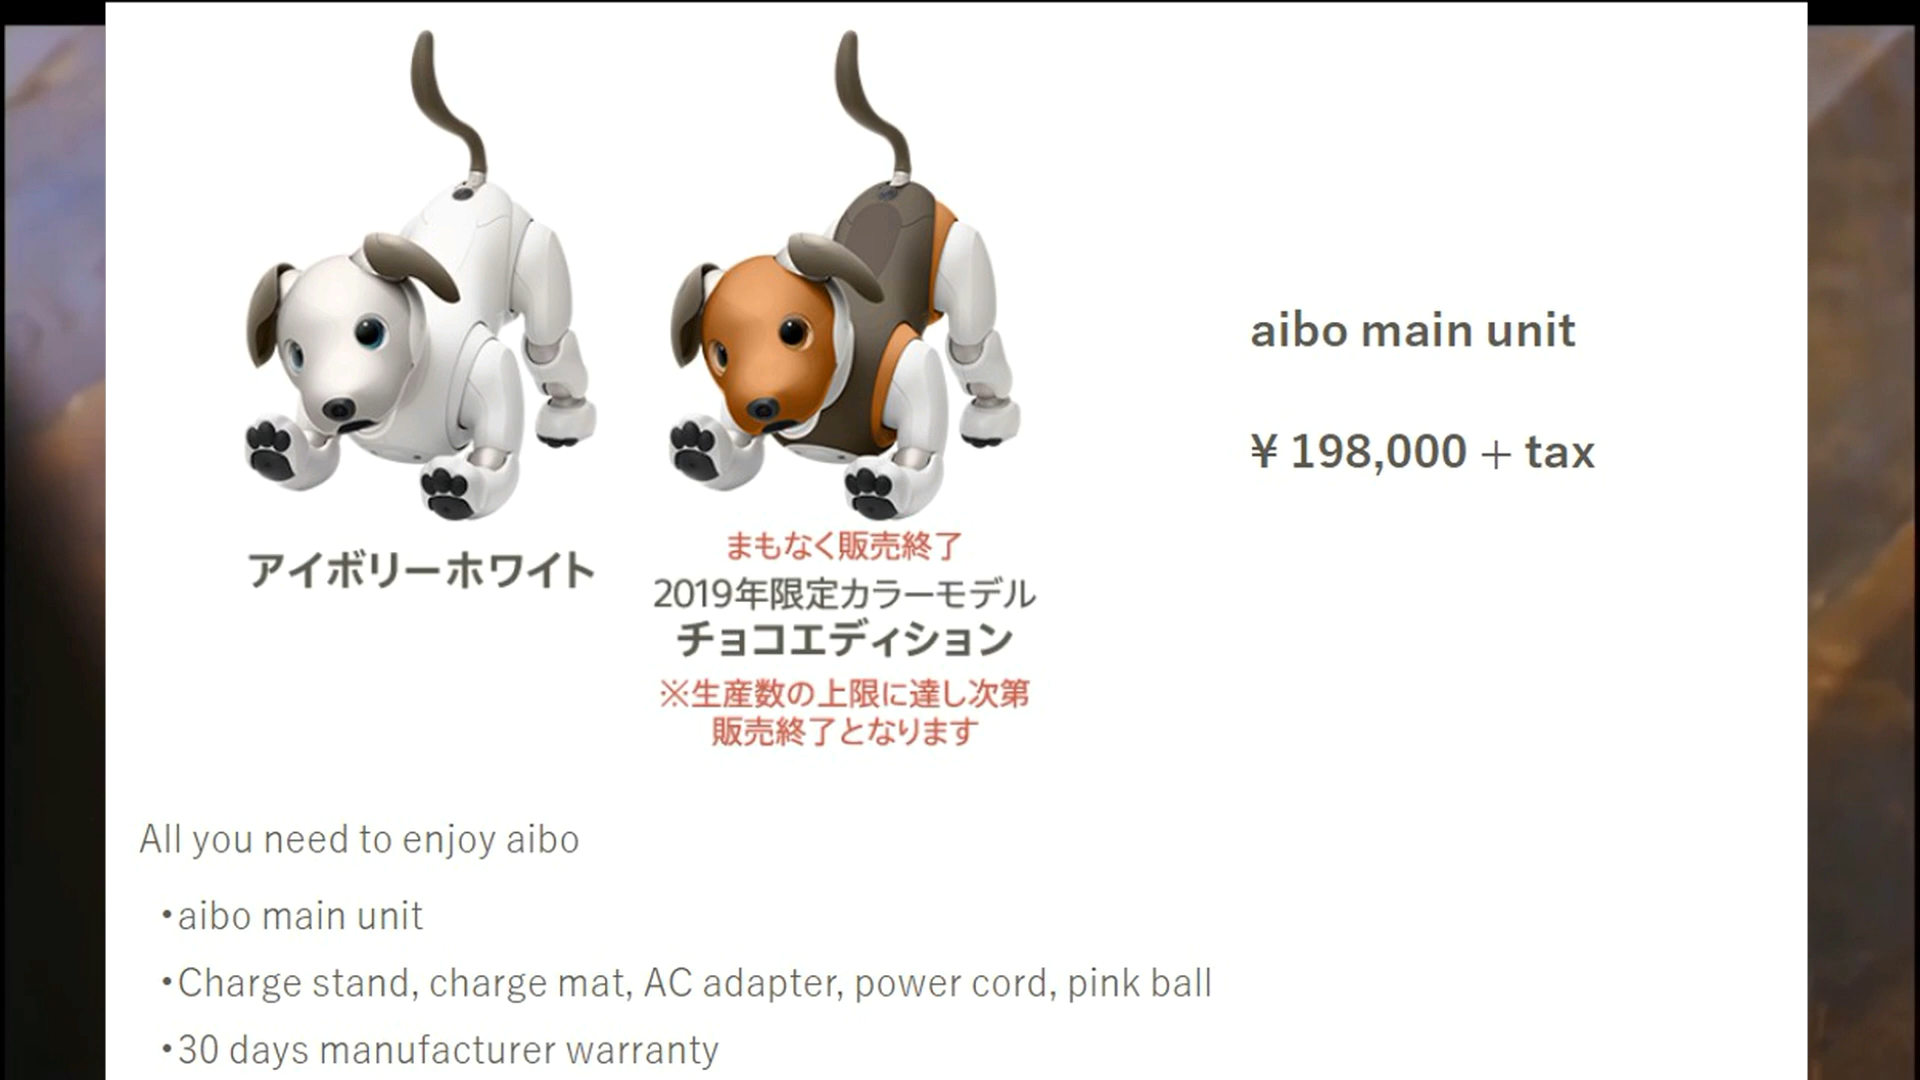 アイボリーホワイト
まもなく販売終了
2019年限定カラーモデル
チョコエディション
※生産数の上限に達し次第
販売終了となります
aibo main unit
¥ 198,000 + tax
All you need to enjoy aibo
・aibo main unit
・Charge stand, charge mat, AC adapter, power cord, pink ball
・30 days manufacturer warranty